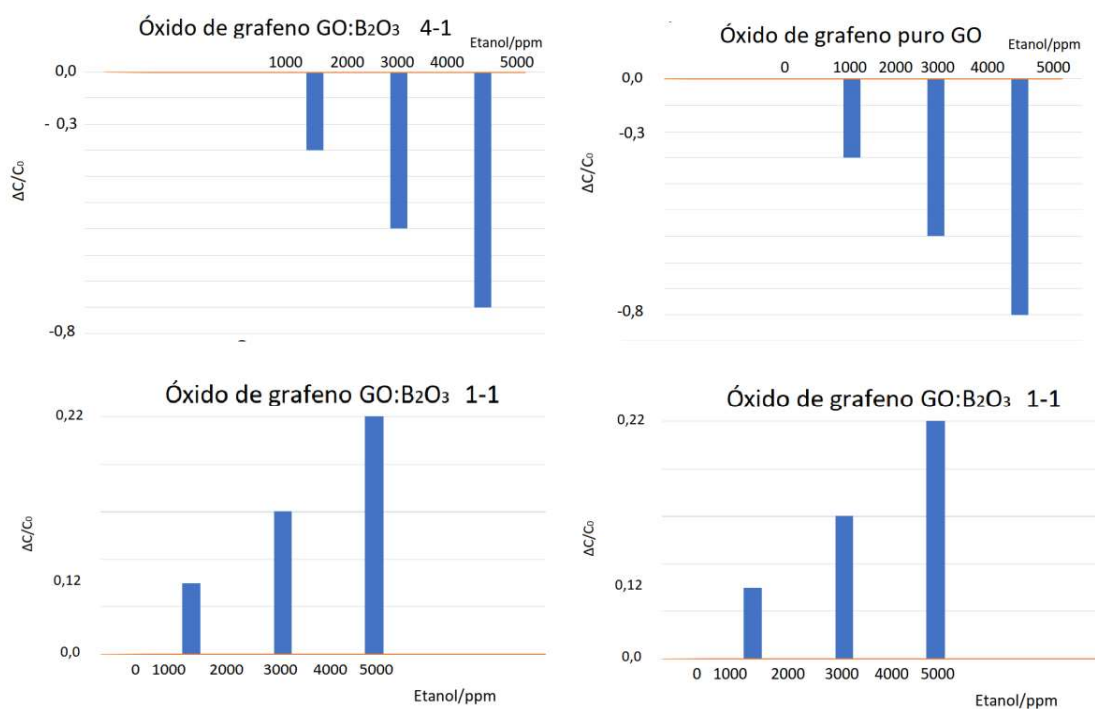 Óxido de grafeno GO:B₂O₃ 4-1
Etanol/ppm
1000 2000 3000 4000 5000
0,0
- 0,3
ΔC/C₀
-0,8
Óxido de grafeno puro GO
Etanol/ppm
0 1000 2000 3000 4000 5000
0,0
-0,3
ΔC/C₀
-0,8
Óxido de grafeno GO:B₂O₃ 1-1
0,22
ΔC/C₀
0,12
0,0
0 1000 2000 3000 4000 5000
Etanol/ppm
Óxido de grafeno GO:B₂O₃ 1-1
0,22
ΔC/C₀
0,12
0,0
0 1000 2000 3000 4000 5000
Etanol/ppm